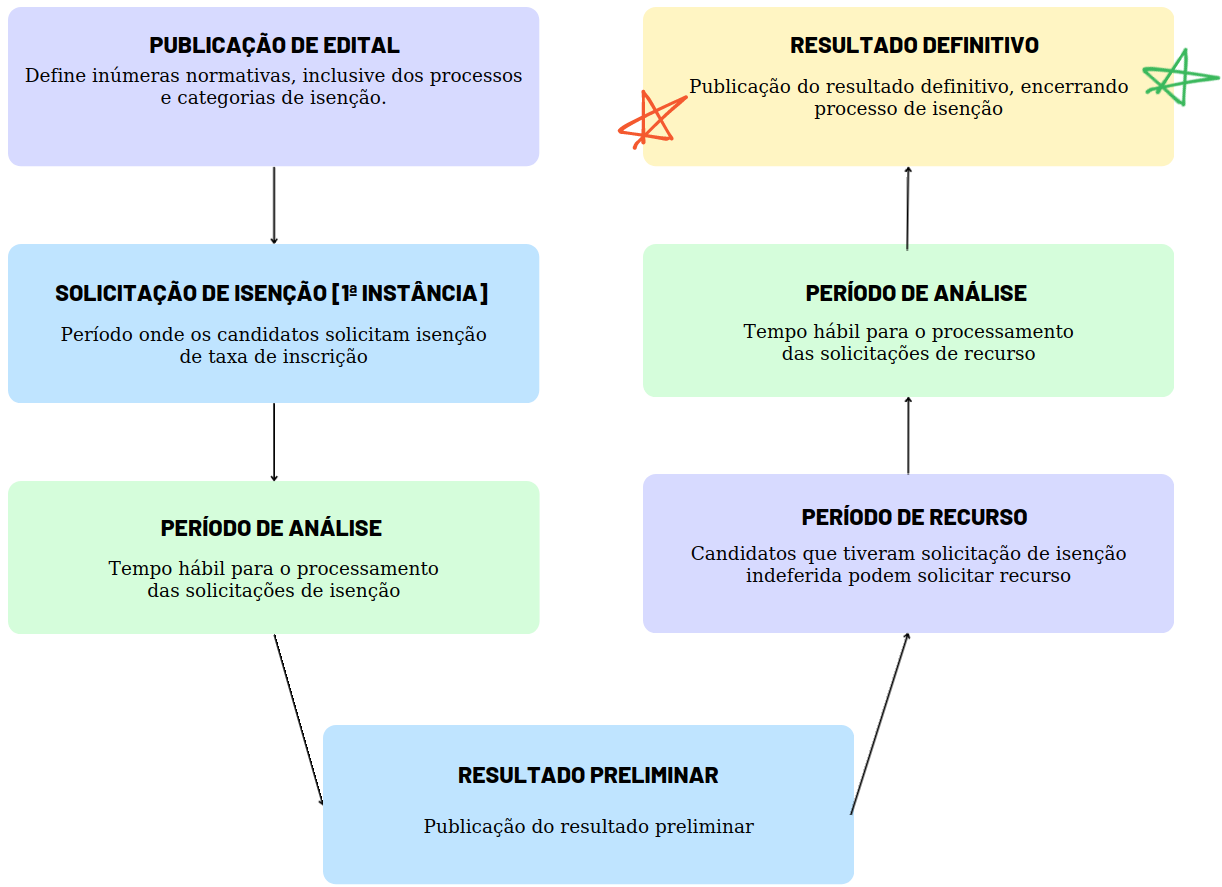 PUBLICAÇÃO DE EDITAL
Define inúmeras normativas, inclusive dos processos
e categorias de isenção.
SOLICITAÇÃO DE ISENÇÃO [1ª INSTÂNCIA]
Período onde os candidatos solicitam isenção
de taxa de inscrição
PERÍODO DE ANÁLISE
Tempo hábil para o processamento
das solicitações de isenção
RESULTADO PRELIMINAR
Publicação do resultado preliminar
PERÍODO DE RECURSO
Candidatos que tiveram solicitação de isenção
indeferida podem solicitar recurso
PERÍODO DE ANÁLISE
Tempo hábil para o processamento
das solicitações de recurso
RESULTADO DEFINITIVO
Publicação do resultado definitivo, encerrando
processo de isenção